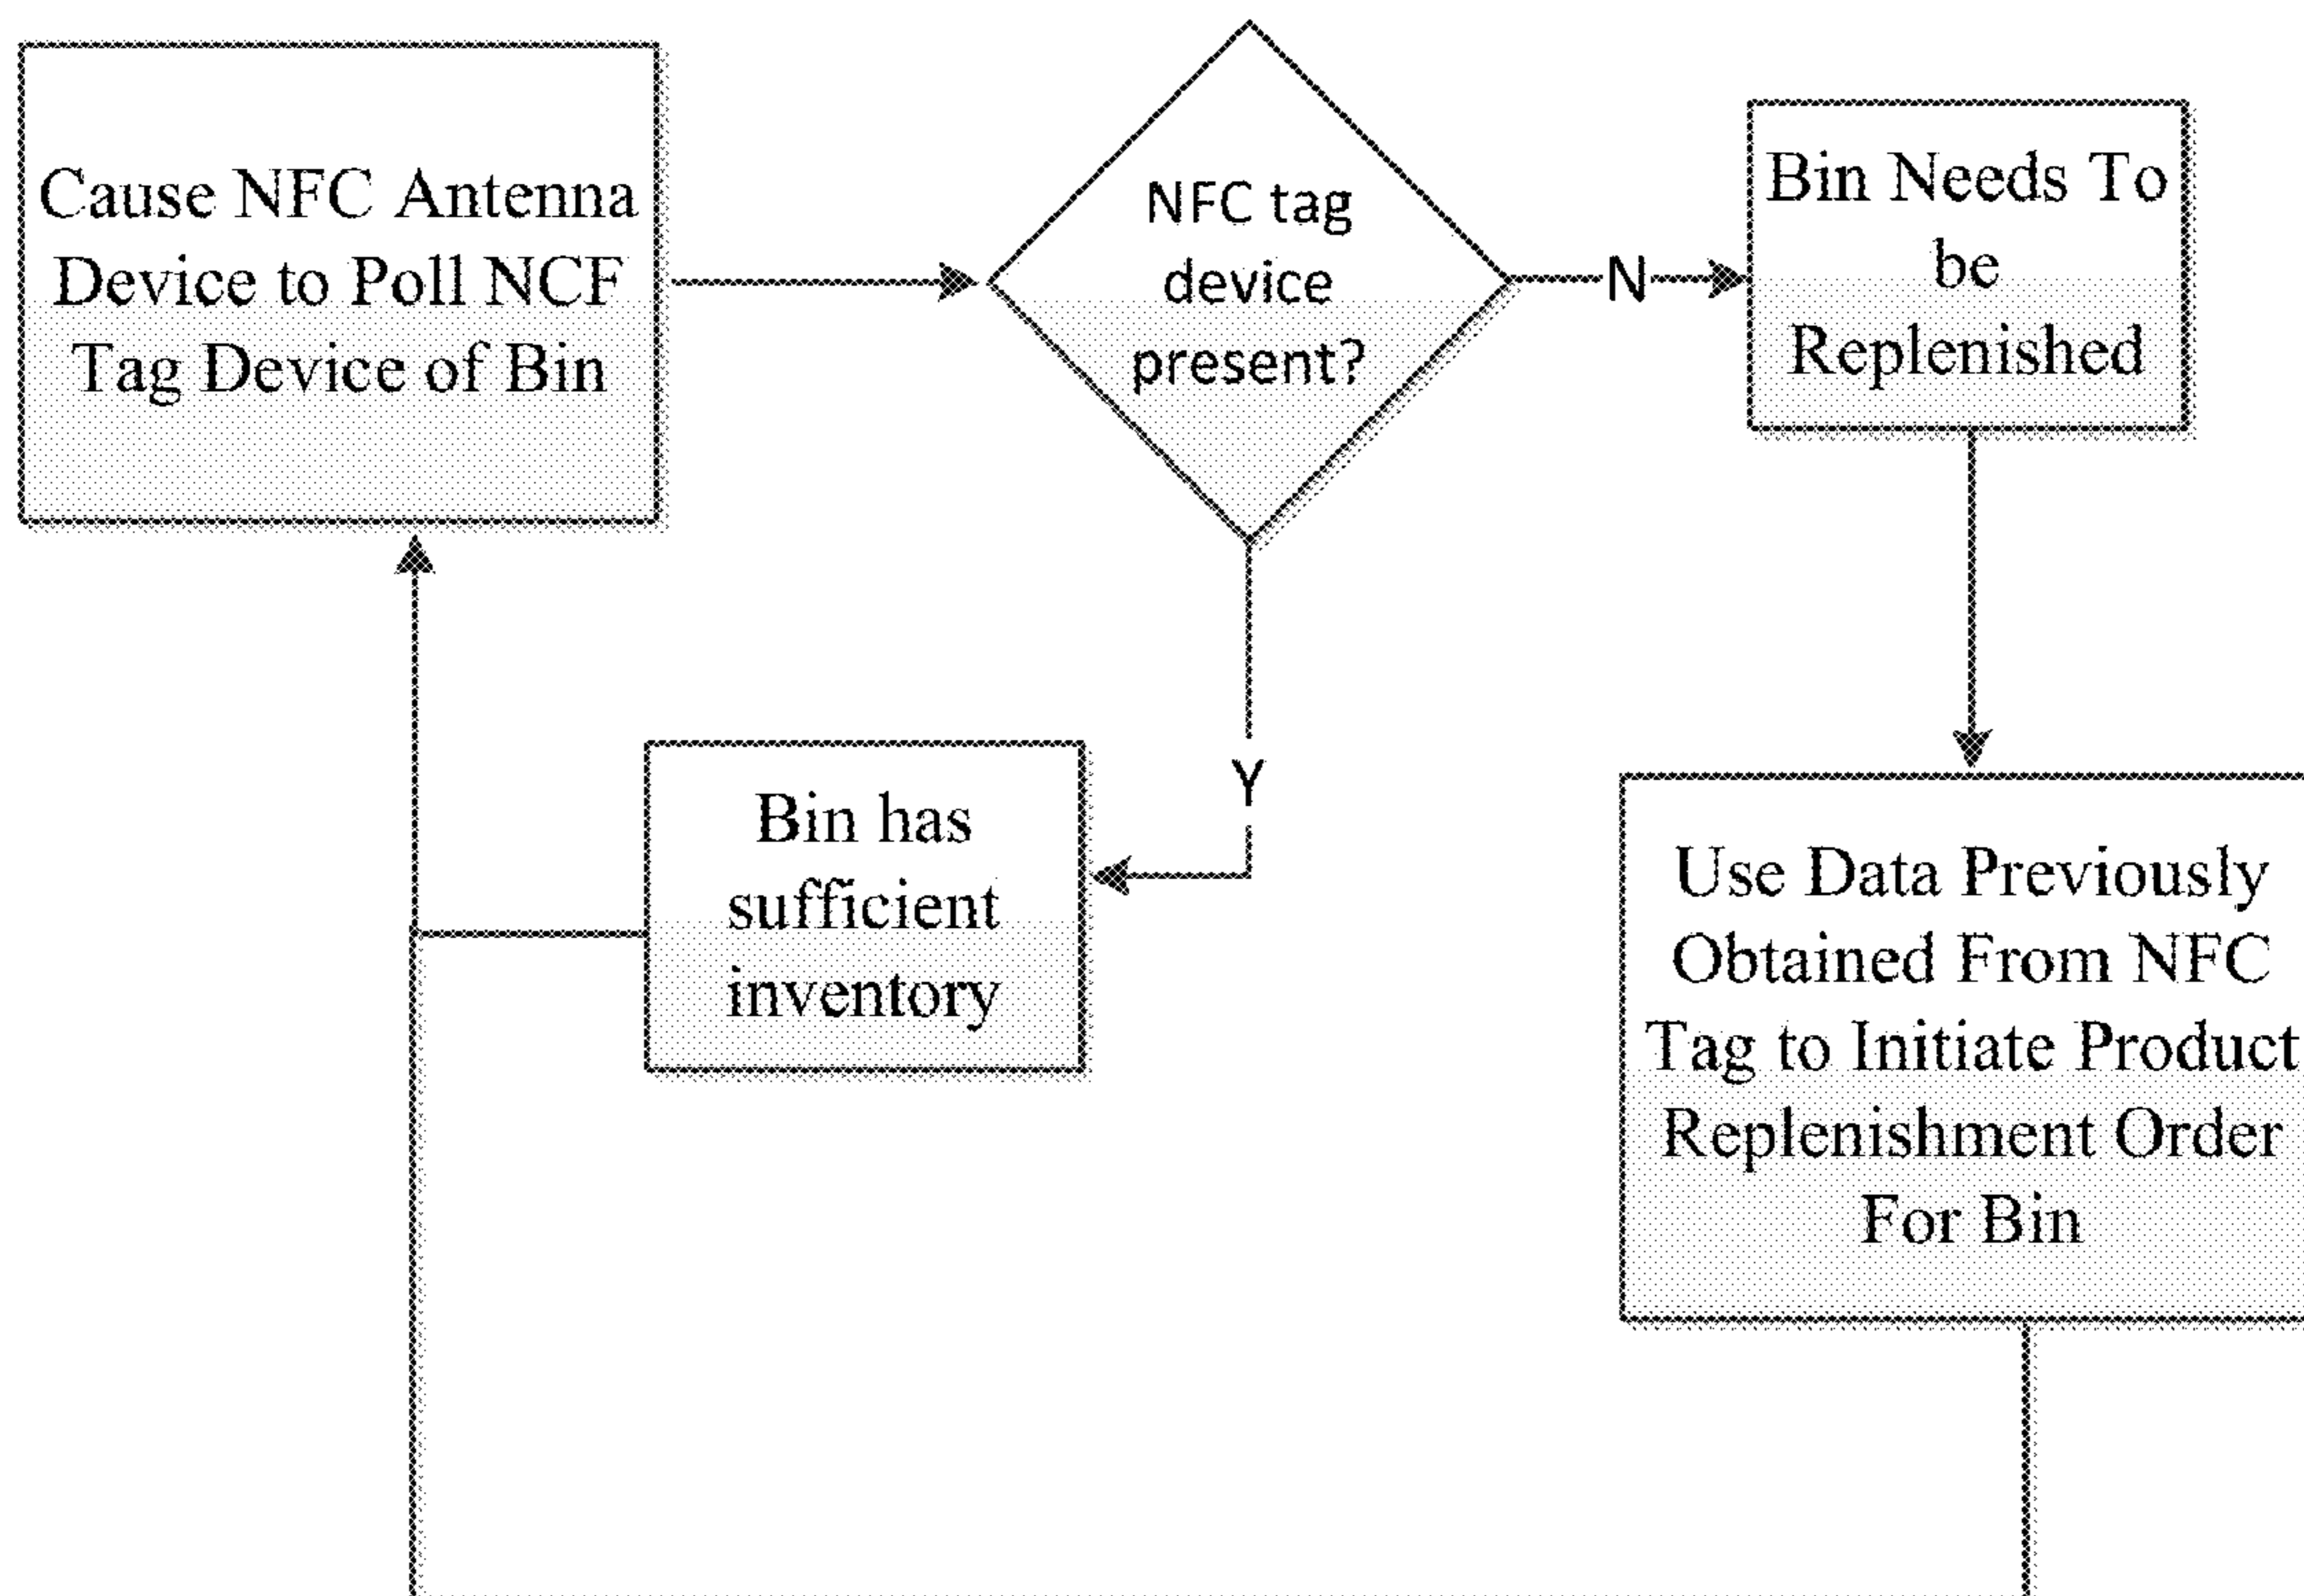 Cause NFC Antenna
Device to Poll NCF
Tag Device of Bin
NFC tag
device
present?
N
Bin Needs To
be
Replenished
Y
Bin has
sufficient
inventory
Use Data Previously
Obtained From NFC
Tag to Initiate Product
Replenishment Order
For Bin